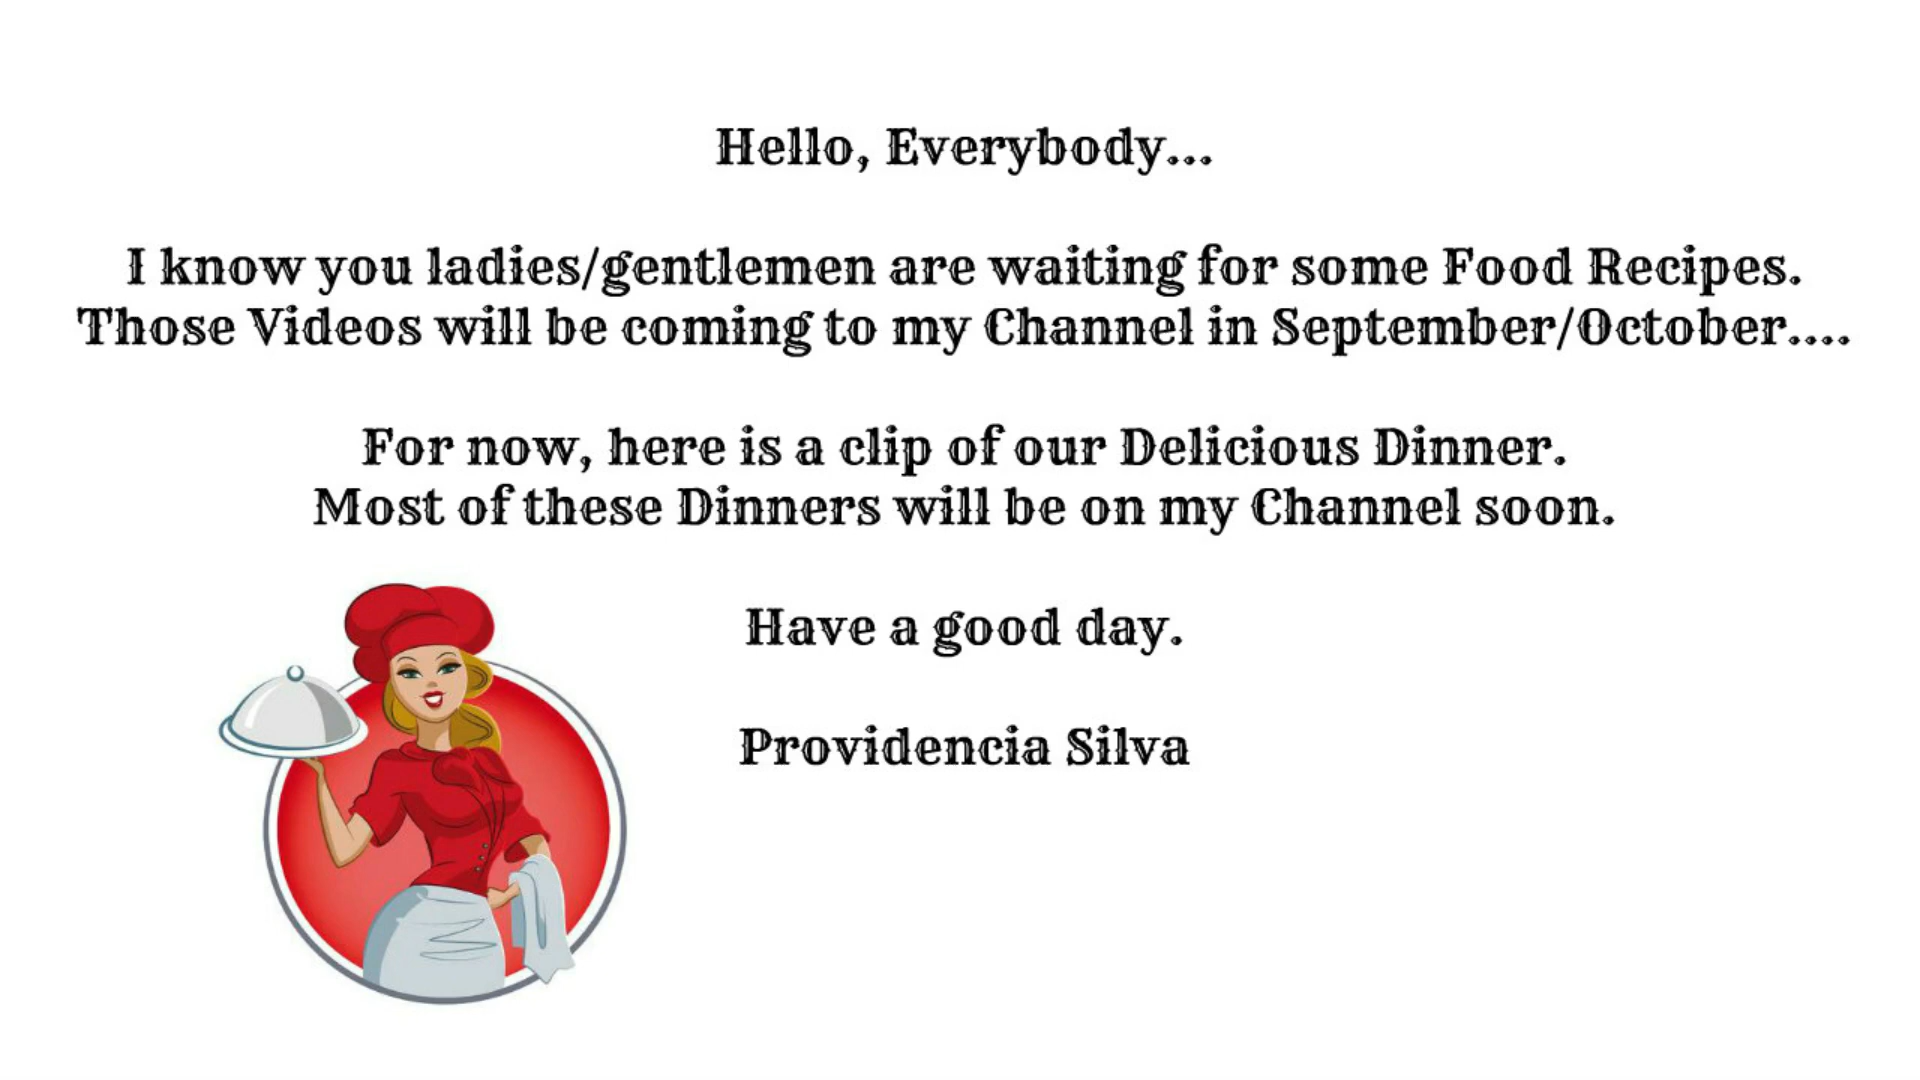 Hello, Everybody...
I know you ladies/gentlemen are waiting for some Food Recipes.
Those Videos will be coming to my Channel in September/October....
For now, here is a clip of our Delicious Dinner.
Most of these Dinners will be on my Channel soon.
Have a good day.
Providencia Silva